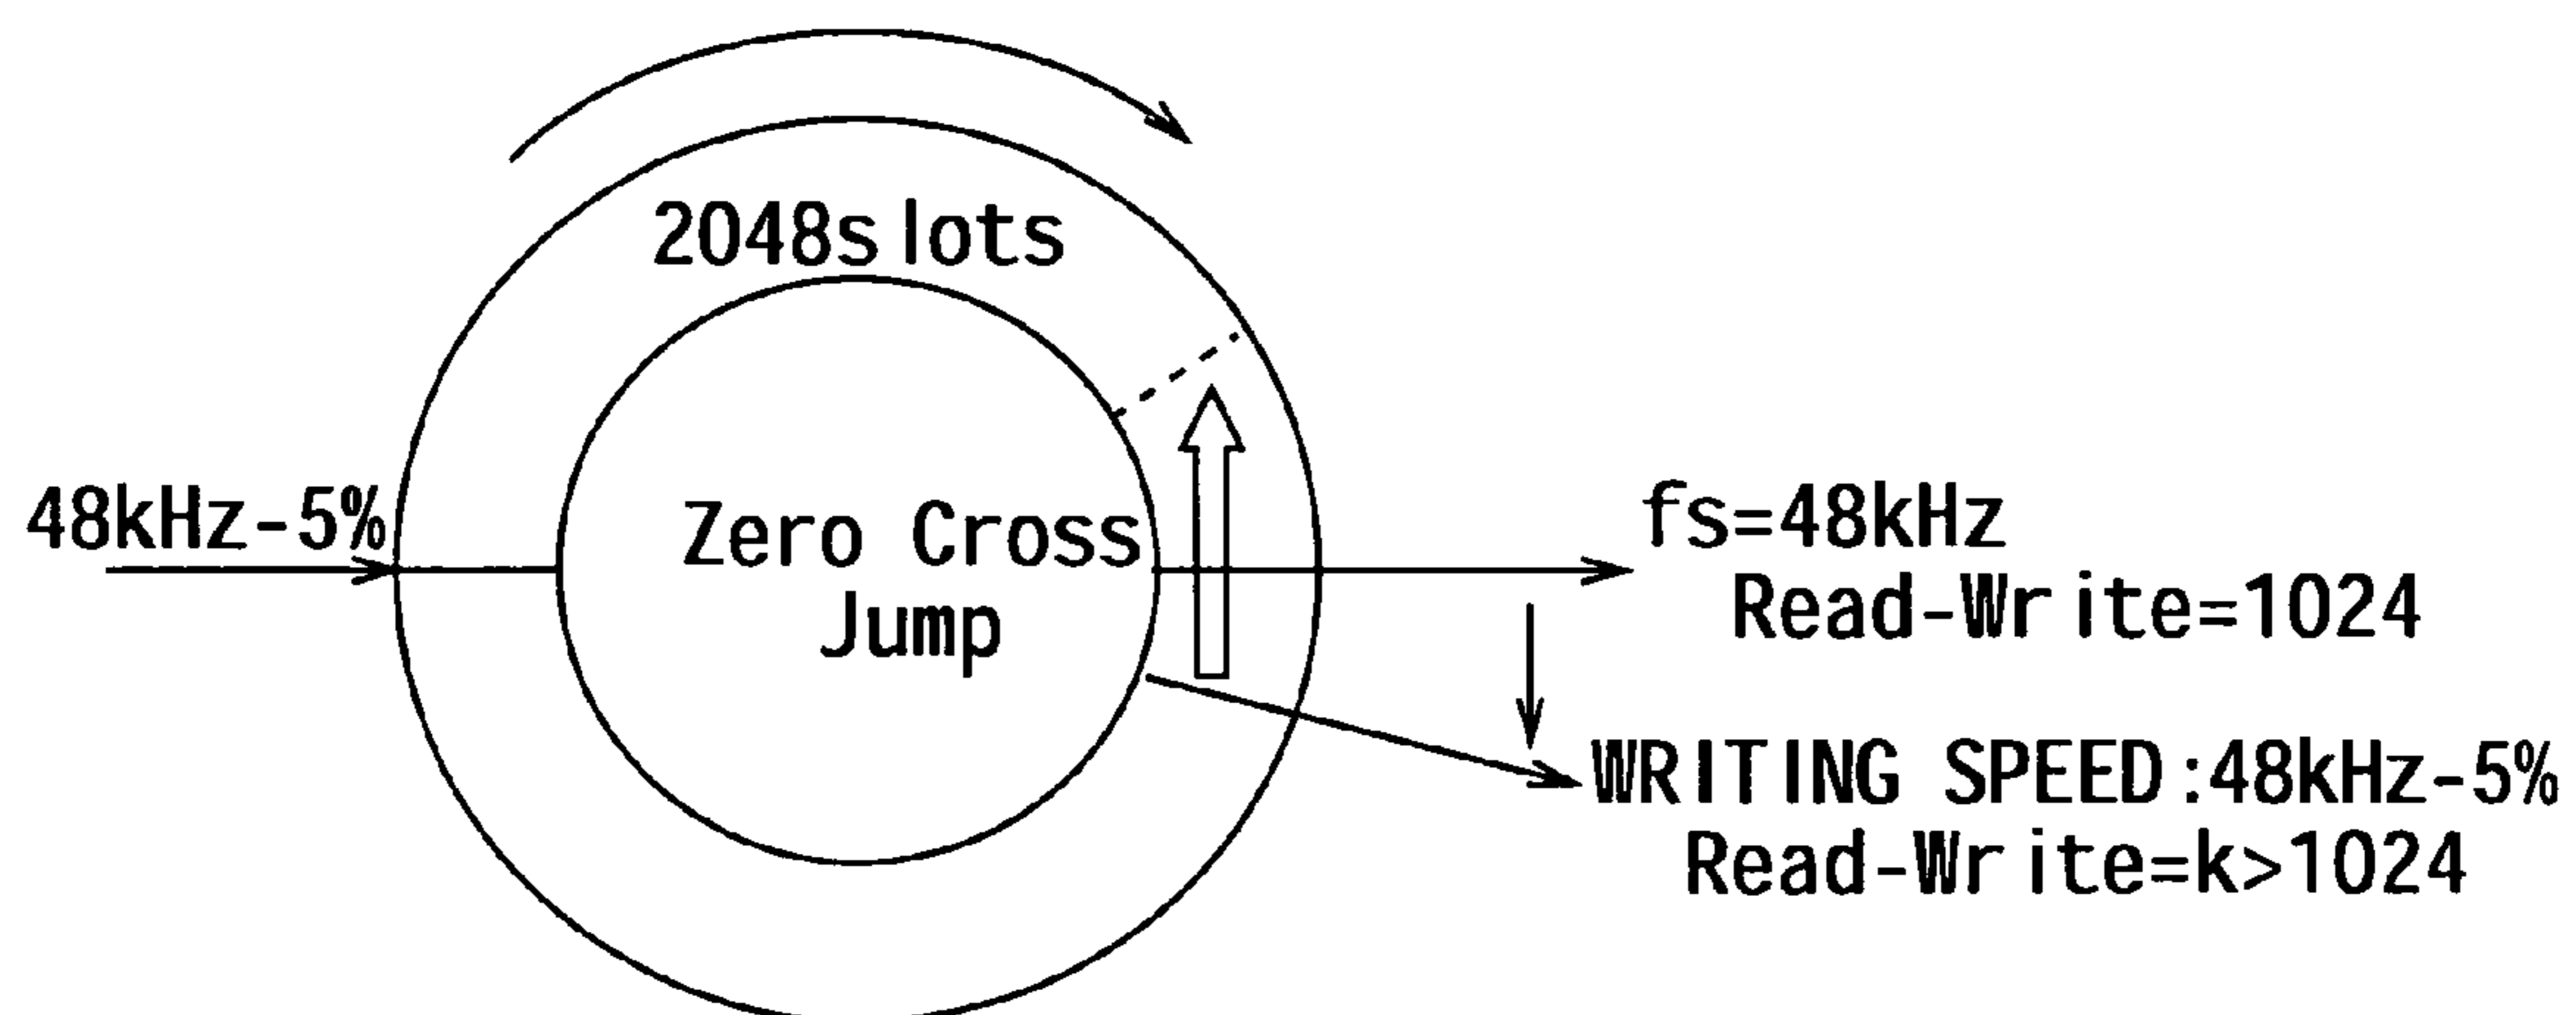 2048slots
48kHz-5%
Zero Cross
Jump
fs=48kHz
Read-Write=1024
WRITING SPEED:48kHz-5%
Read-Write=k>1024